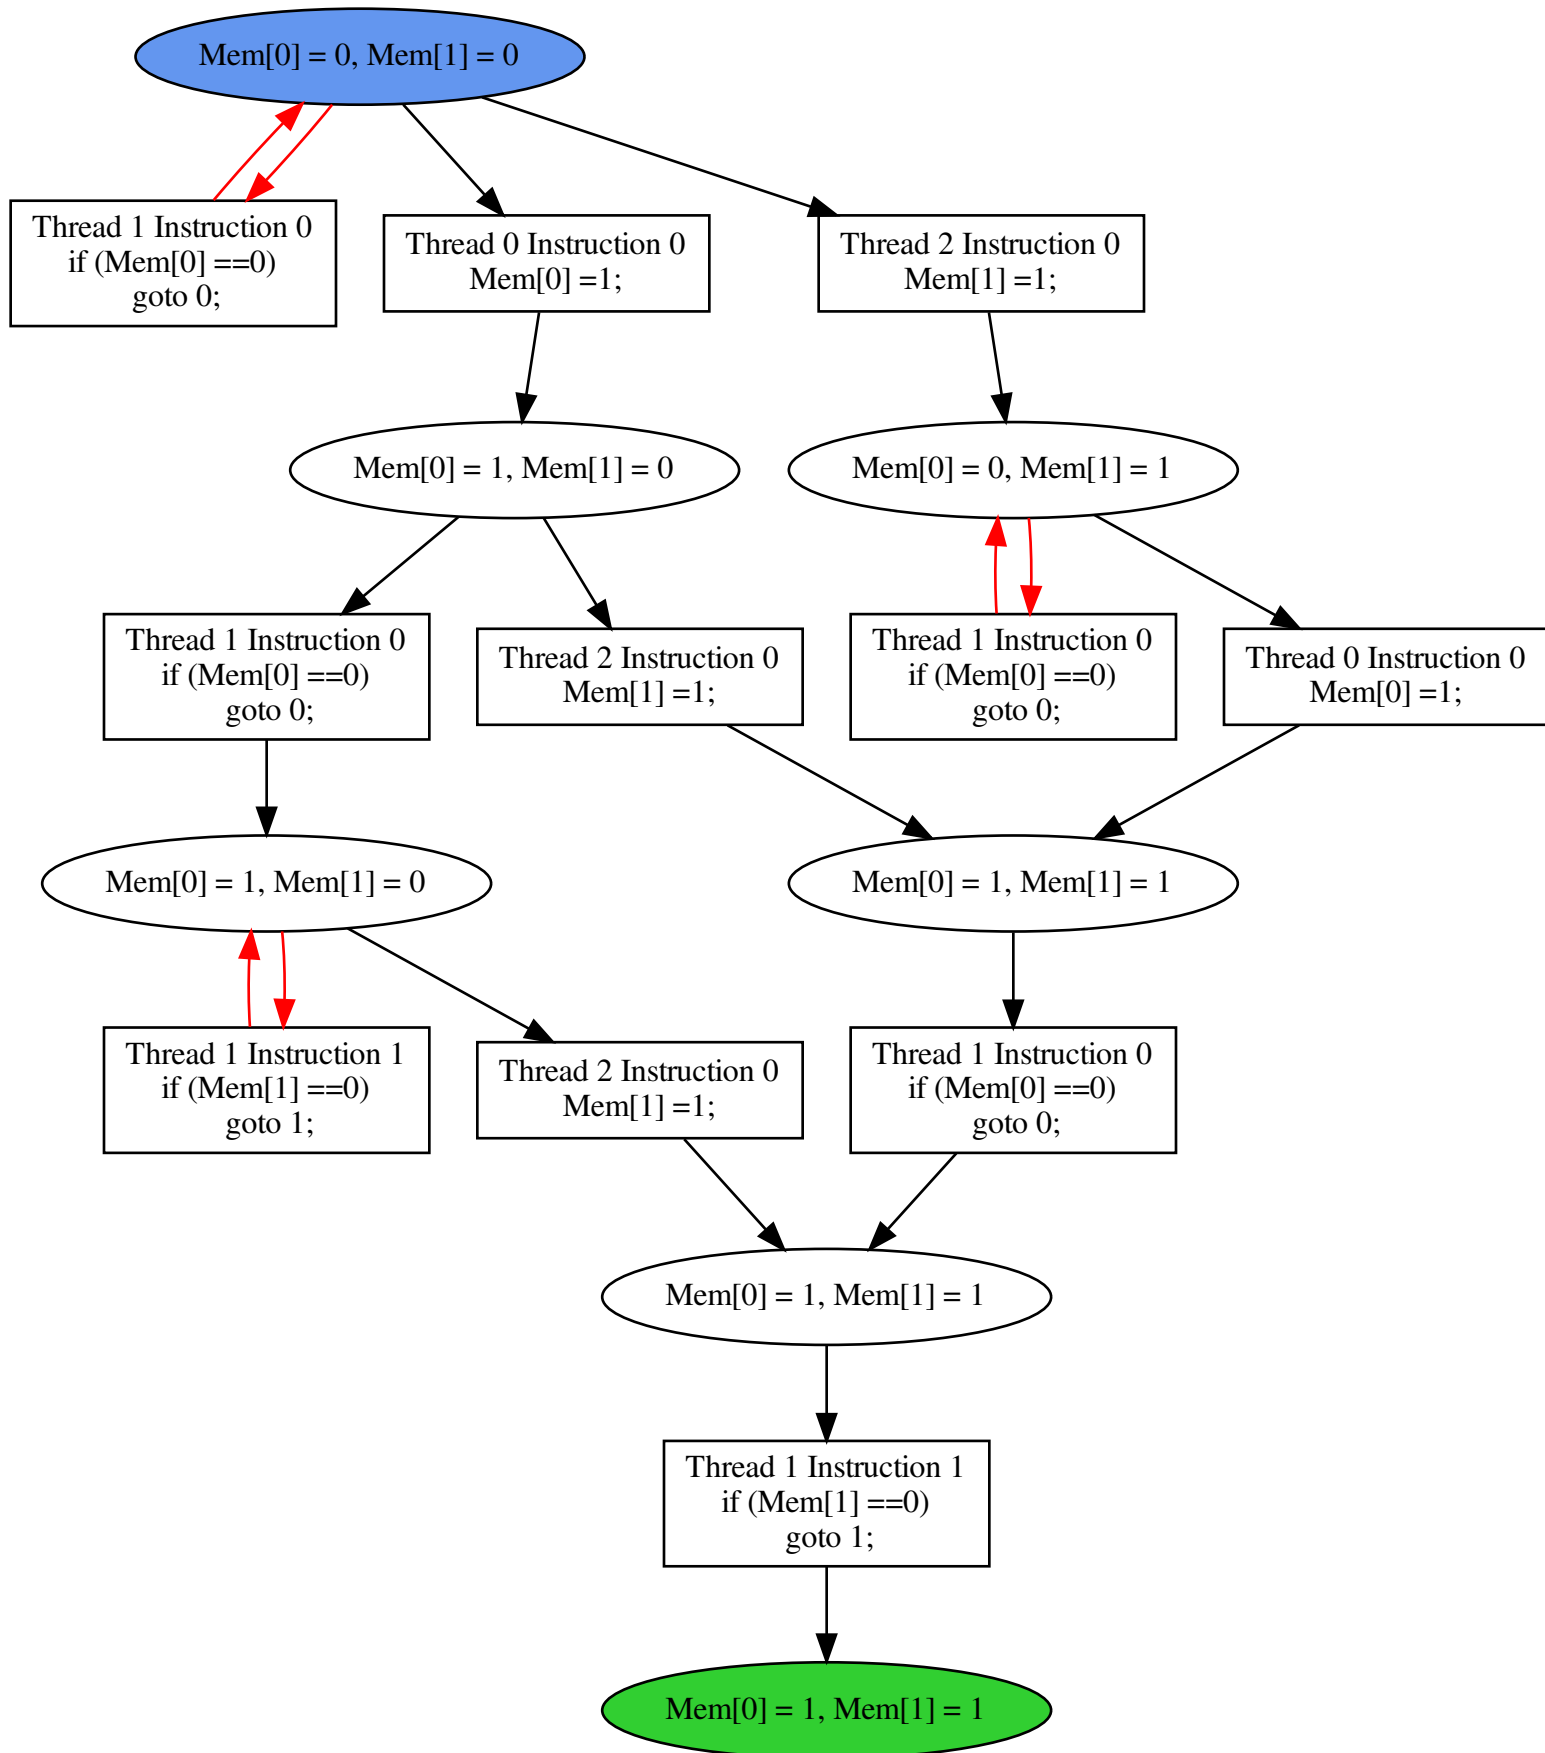 Mem[0] = 0, Mem[1] = 0
Thread 1 Instruction 0
if (Mem[0] ==0)
goto 0;
Thread 0 Instruction 0
Mem[0] =1;
Thread 2 Instruction 0
Mem[1] =1;
Mem[0] = 1, Mem[1] = 0
Mem[0] = 0, Mem[1] = 1
Thread 1 Instruction 0
if (Mem[0] ==0)
goto 0;
Thread 2 Instruction 0
Mem[1] =1;
Thread 1 Instruction 0
if (Mem[0] ==0)
goto 0;
Thread 0 Instruction 0
Mem[0] =1;
Mem[0] = 1, Mem[1] = 0
Mem[0] = 1, Mem[1] = 1
Thread 1 Instruction 1
if (Mem[1] ==0)
goto 1;
Thread 2 Instruction 0
Mem[1] =1;
Thread 1 Instruction 0
if (Mem[0] ==0)
goto 0;
Mem[0] = 1, Mem[1] = 1
Thread 1 Instruction 1
if (Mem[1] ==0)
goto 1;
Mem[0] = 1, Mem[1] = 1